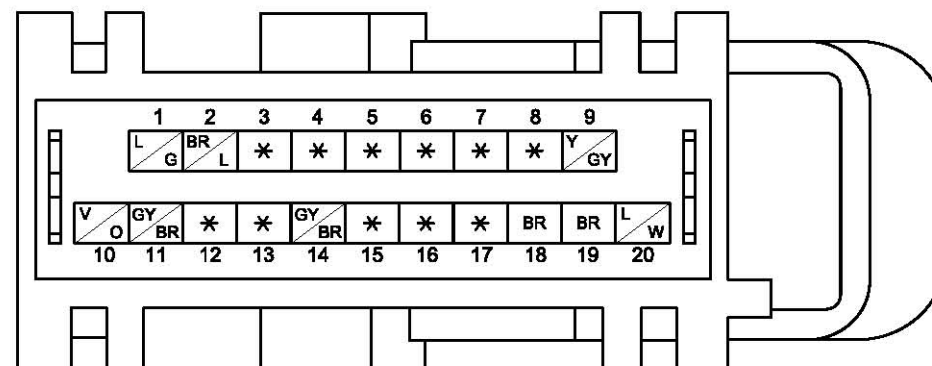 1 2 3 4 5 6 7 8 9
L/G BR/L * * * * * * Y/GY
V/O GY/BR * * GY/BR * * * BR BR L/W
10 11 12 13 14 15 16 17 18 19 20